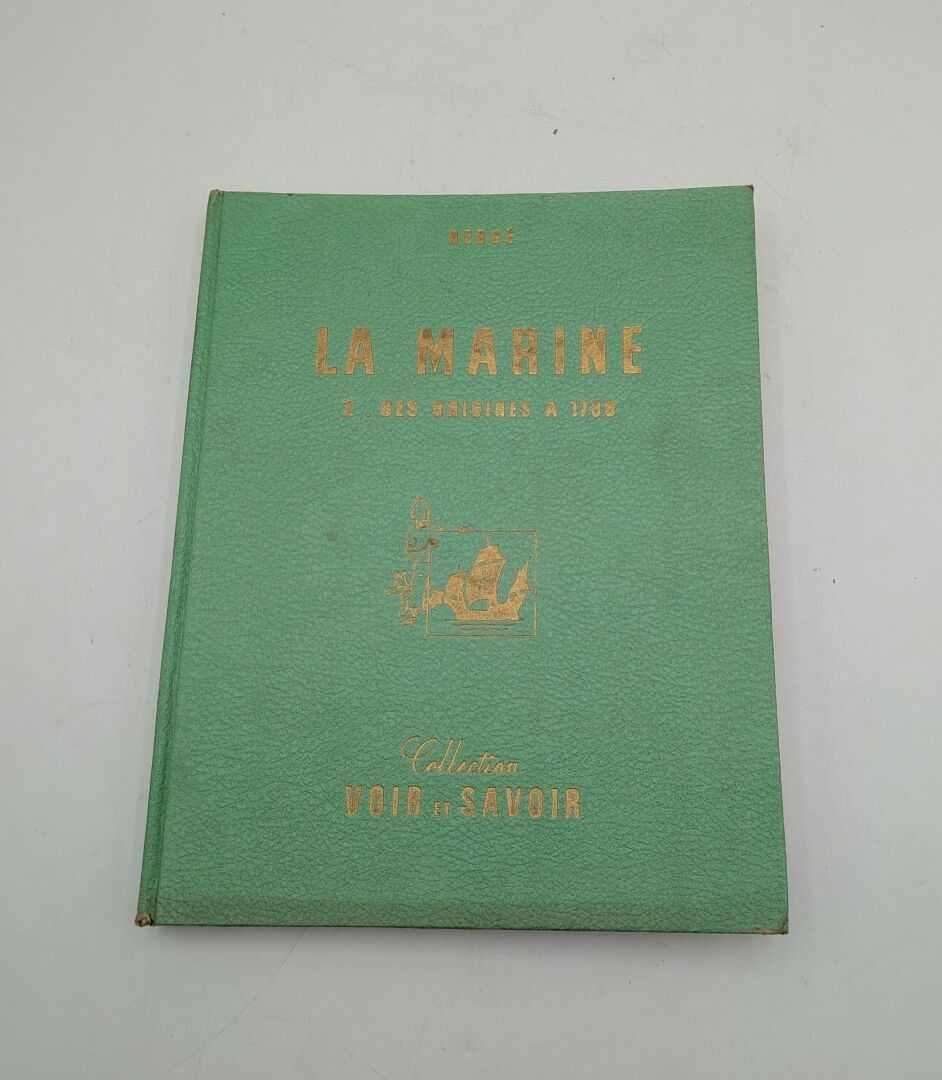 HERGÉ
LA MARINE
I. DES ORIGINES A 1700
Collection
VOIR ET SAVOIR